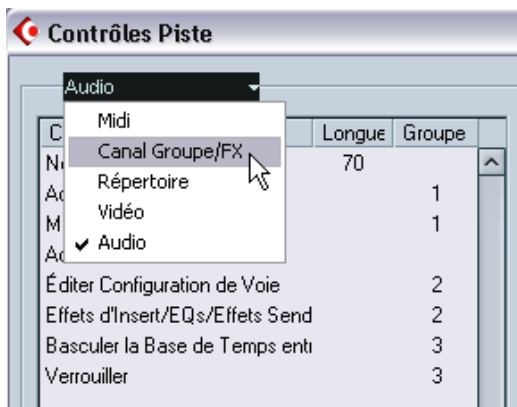 Contrôles Piste
Audio
Longue Groupe
Midi
Canal Groupe/FX 70
Répertoire 1
Vidéo 1
Audio
Éditer Configuration de Voie 2
Effets d'Insert/EQs/Effets Send 2
Basculer la Base de Temps entr 3
Verrouiller 3